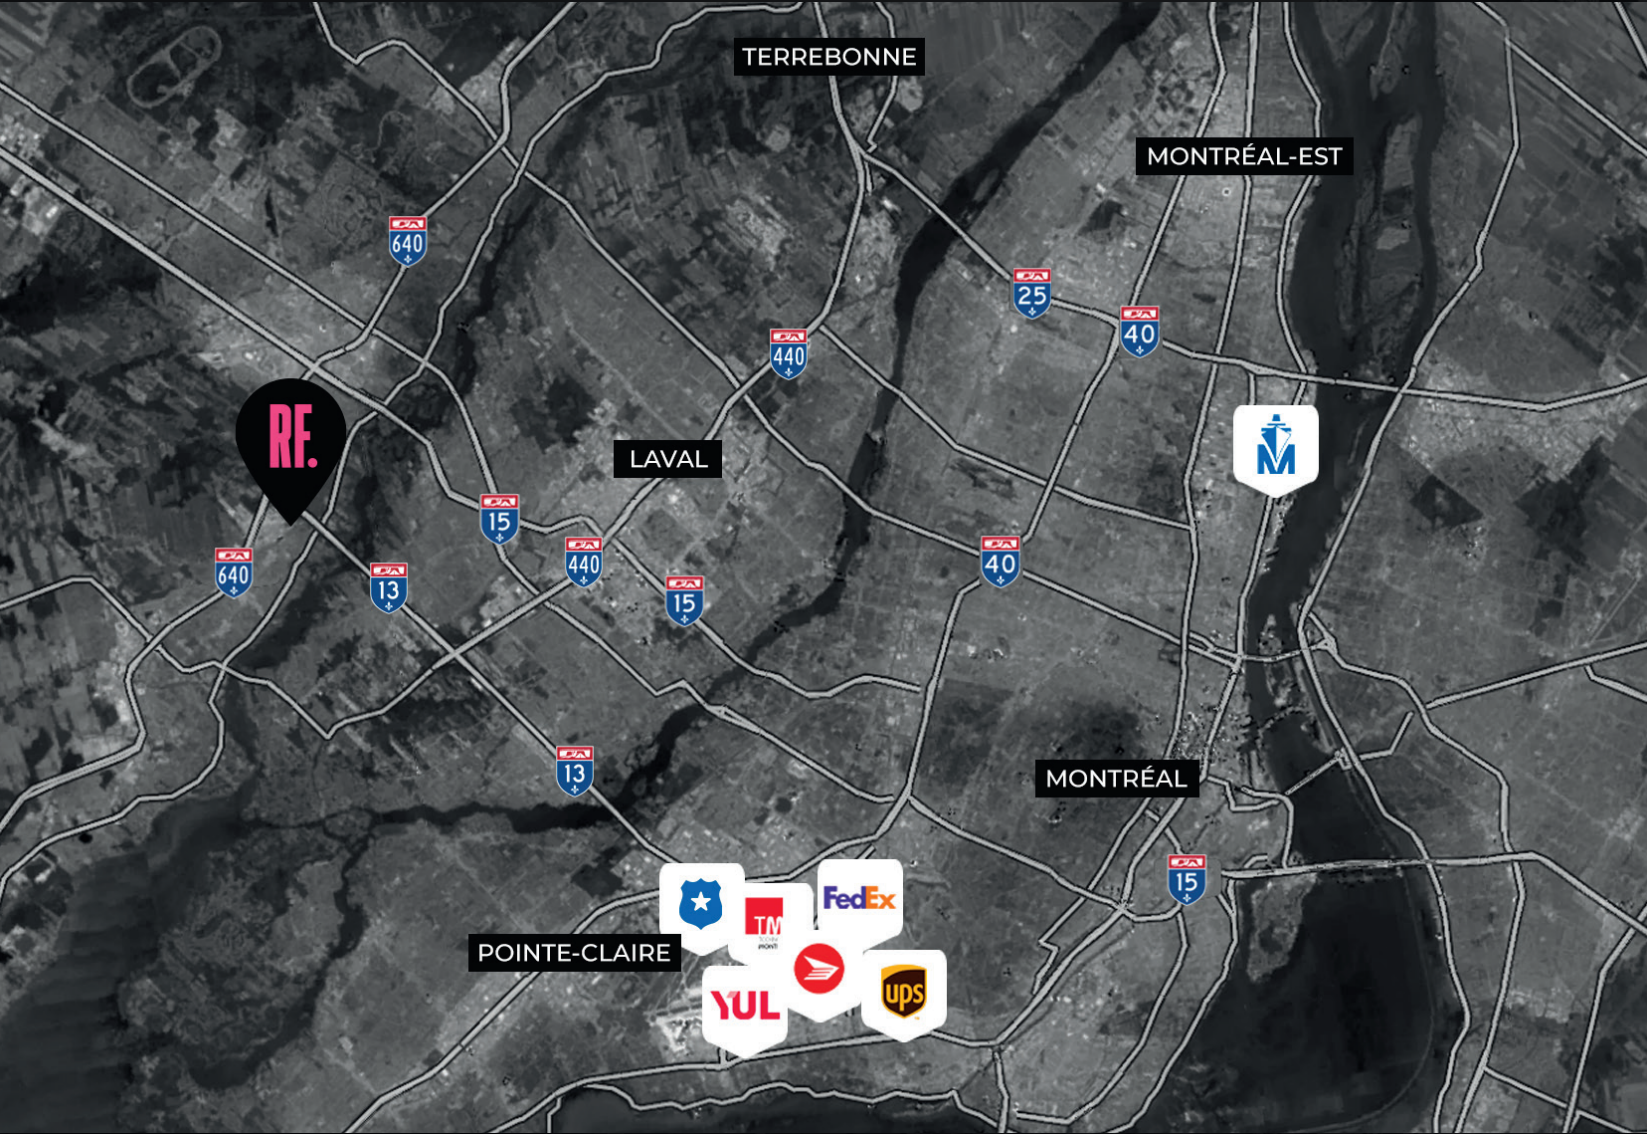 TERREBONNE
MONTRÉAL-EST
640
25
40
440
RF.
LAVAL
M
15
40
440
640
13
15
13
MONTRÉAL
15
FedEx
TM
POINTE-CLAIRE
YUL
ups